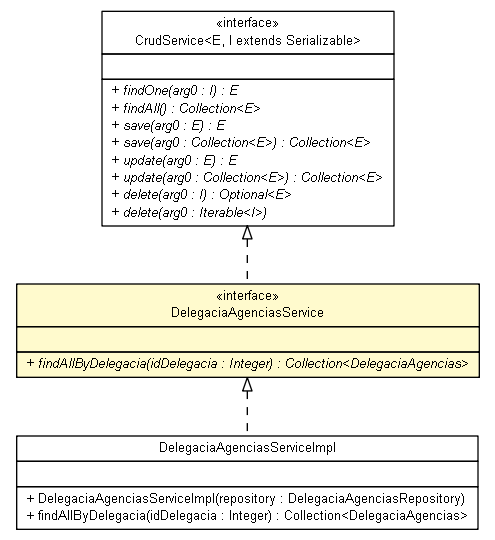 «interface»
CrudService<E, I extends Serializable>
+ findOne(arg0 : I) : E
+ findAll() : Collection<E>
+ save(arg0 : E) : E
+ save(arg0 : Collection<E>) : Collection<E>
+ update(arg0 : E) : E
+ update(arg0 : Collection<E>) : Collection<E>
+ delete(arg0 : I) : Optional<E>
+ delete(arg0 : Iterable<I>)
«interface»
DelegaciaAgenciasService
+ findAllByDelegacia(idDelegacia : Integer) : Collection<DelegaciaAgencias>
DelegaciaAgenciasServiceImpl
+ DelegaciaAgenciasServiceImpl(repository : DelegaciaAgenciasRepository)
+ findAllByDelegacia(idDelegacia : Integer) : Collection<DelegaciaAgencias>